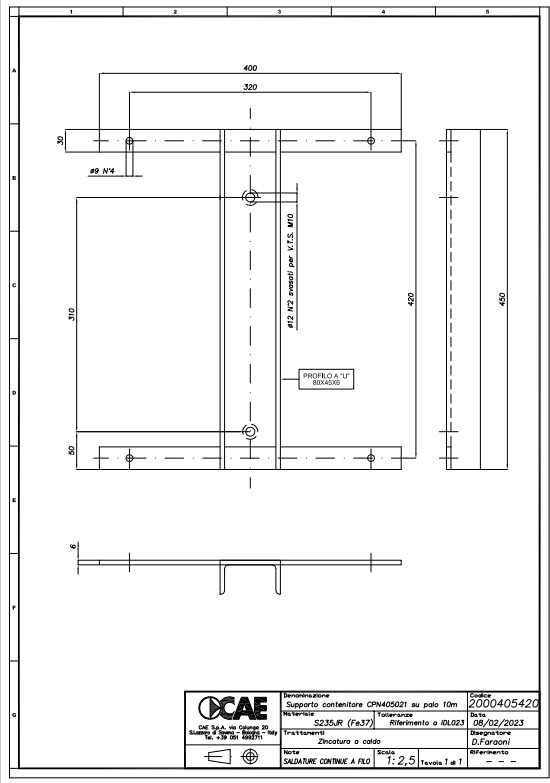 1 2 3 4 5
A
B
C
D
E
F
G
400
320
30
ø9 N°4
ø12 N°2 svasati per V.T.S. M10
310
420
450
PROFILO A "U"
80X45X6
50
6
CAE
CAE S.p.A. via Colunga 20
S.Lazzaro di Savena - Bologna - Italy
Tel. +39 051 4992711
Denominazione
Supporto contenitore CPN405021 su palo 10m
Codice
2000405420
Materiale
S235JR (Fe37)
Tolleranze
Riferimento a IDL023
Data
08/02/2023
Trattamenti
Zincatura a caldo
Disegnatore
D.Faraoni
Note
SALDATURE CONTINUE A FILO
Scala
1:2,5
Tavola 1 di 1
Riferimento
- - -